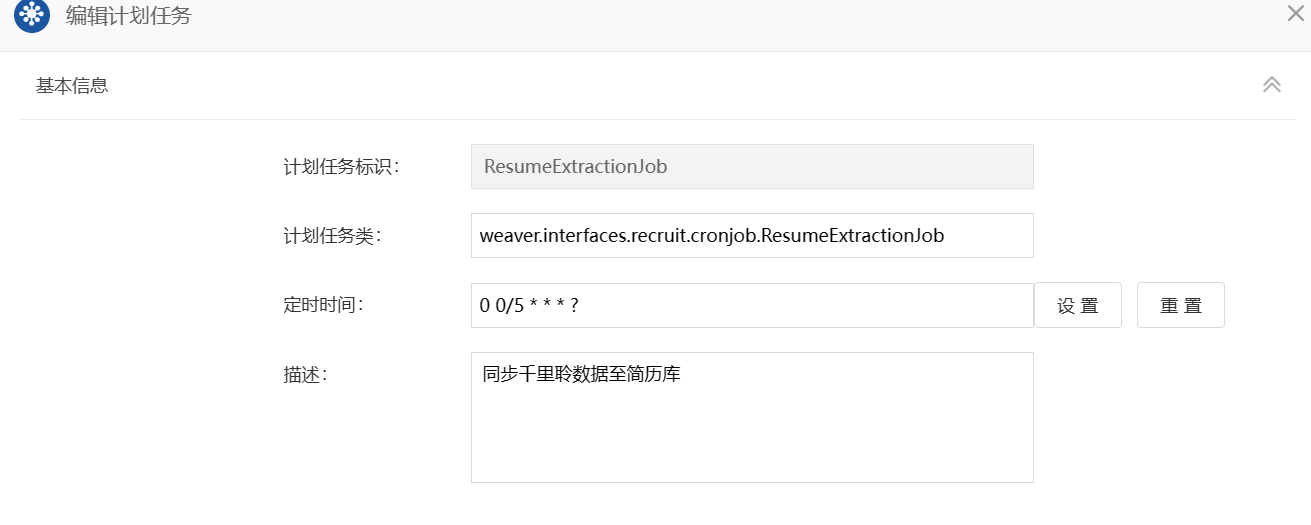 编辑计划任务
基本信息
计划任务标识: ResumeExtractionJob
计划任务类: weaver.interfaces.recruit.cronjob.ResumeExtractionJob
定时时间: 0 0/5 * * * ? 设 置 重 置
描述: 同步千里聆数据至简历库